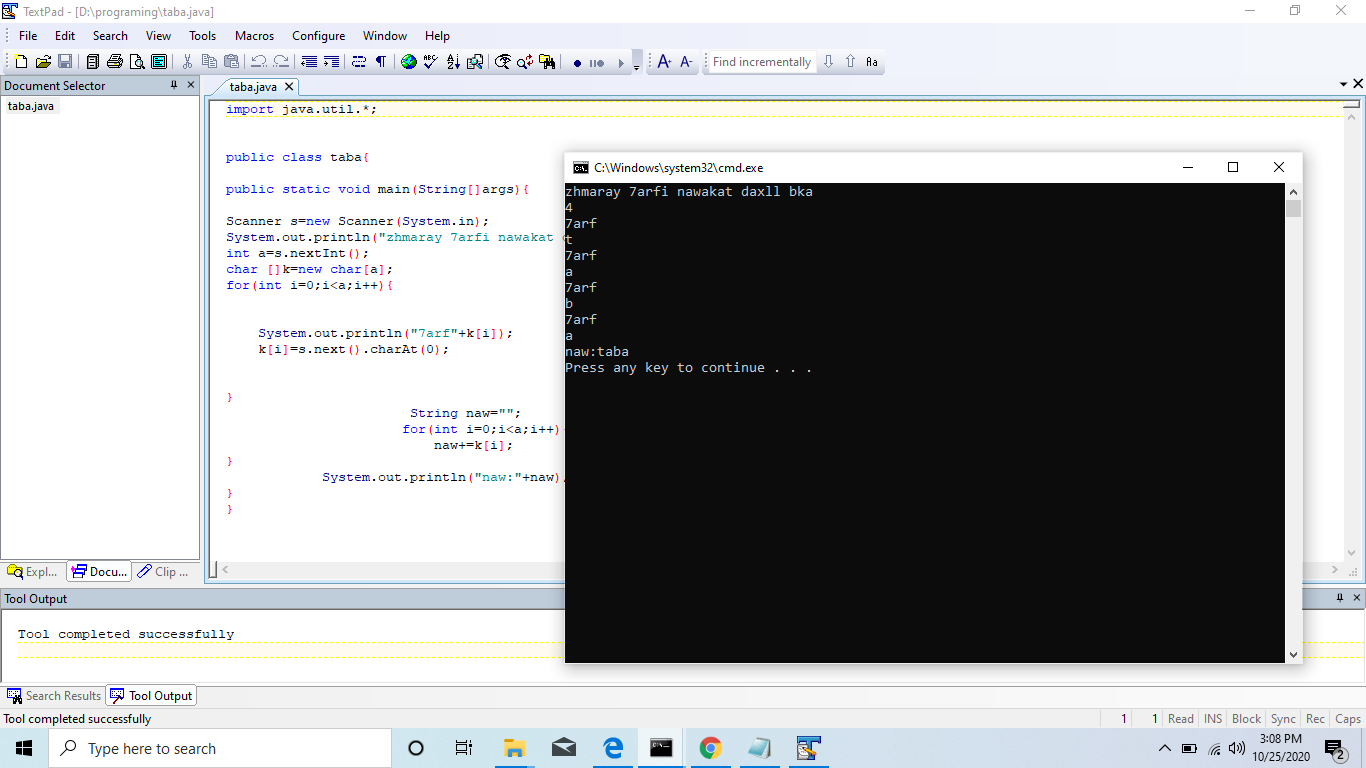 TextPad - [D:\programing\taba.java]
File Edit Search View Tools Macros Configure Window Help
Find incrementally
Document Selector
taba.java
taba.java
import java.util.*;
public class taba{
public static void main(String[]args){
Scanner s=new Scanner(System.in);
System.out.println("zhmaray 7arfi nawakat
int a=s.nextInt();
char []k=new char[a];
for(int i=0;i<a;i++){
System.out.println("7arf"+k[i]);
k[i]=s.next().charAt(0);
}
String naw="";
for(int i=0;i<a;i++)
naw+=k[i];
}
System.out.println("naw:"+naw)
}
}
C:\Windows\system32\cmd.exe
zhmaray 7arfi nawakat daxll bka
4
7arf
t
7arf
a
7arf
b
7arf
a
naw:taba
Press any key to continue . . .
Expl... Docu... Clip ...
Tool Output
Tool completed successfully
Search Results Tool Output
Tool completed successfully
1 1 Read INS Block Sync Rec Caps
Type here to search
3:08 PM
10/25/2020
2